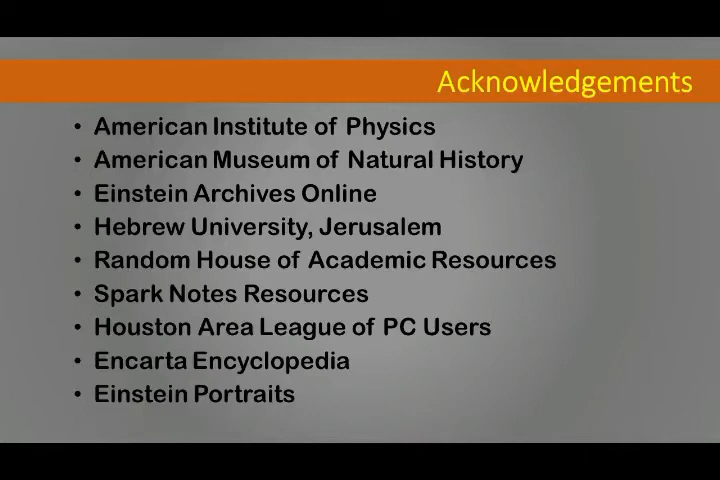 Acknowledgements
• American Institute of Physics
• American Museum of Natural History
• Einstein Archives Online
• Hebrew University, Jerusalem
• Random House of Academic Resources
• Spark Notes Resources
• Houston Area League of PC Users
• Encarta Encyclopedia
• Einstein Portraits